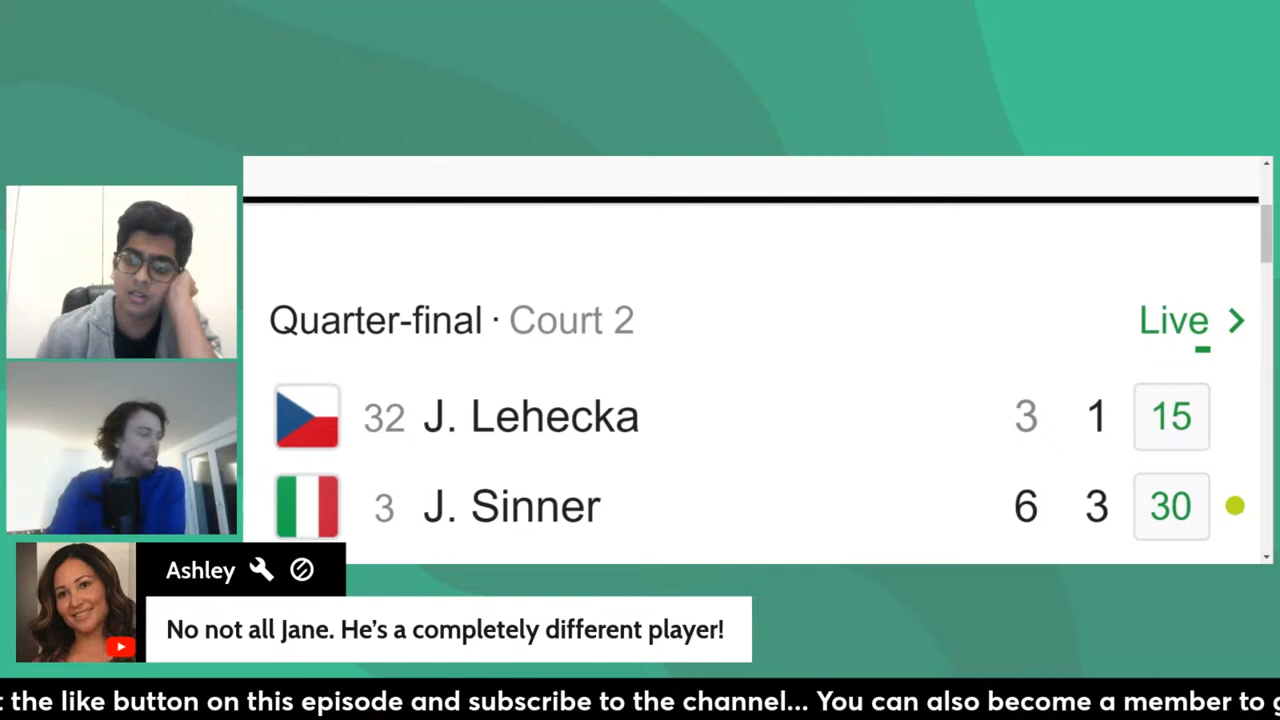 Quarter-final · Court 2
Live
32 J. Lehecka 3 1 15
3 J. Sinner 6 3 30
Ashley
No not all Jane. He's a completely different player!
the like button on this episode and subscribe to the channel... You can also become a member to